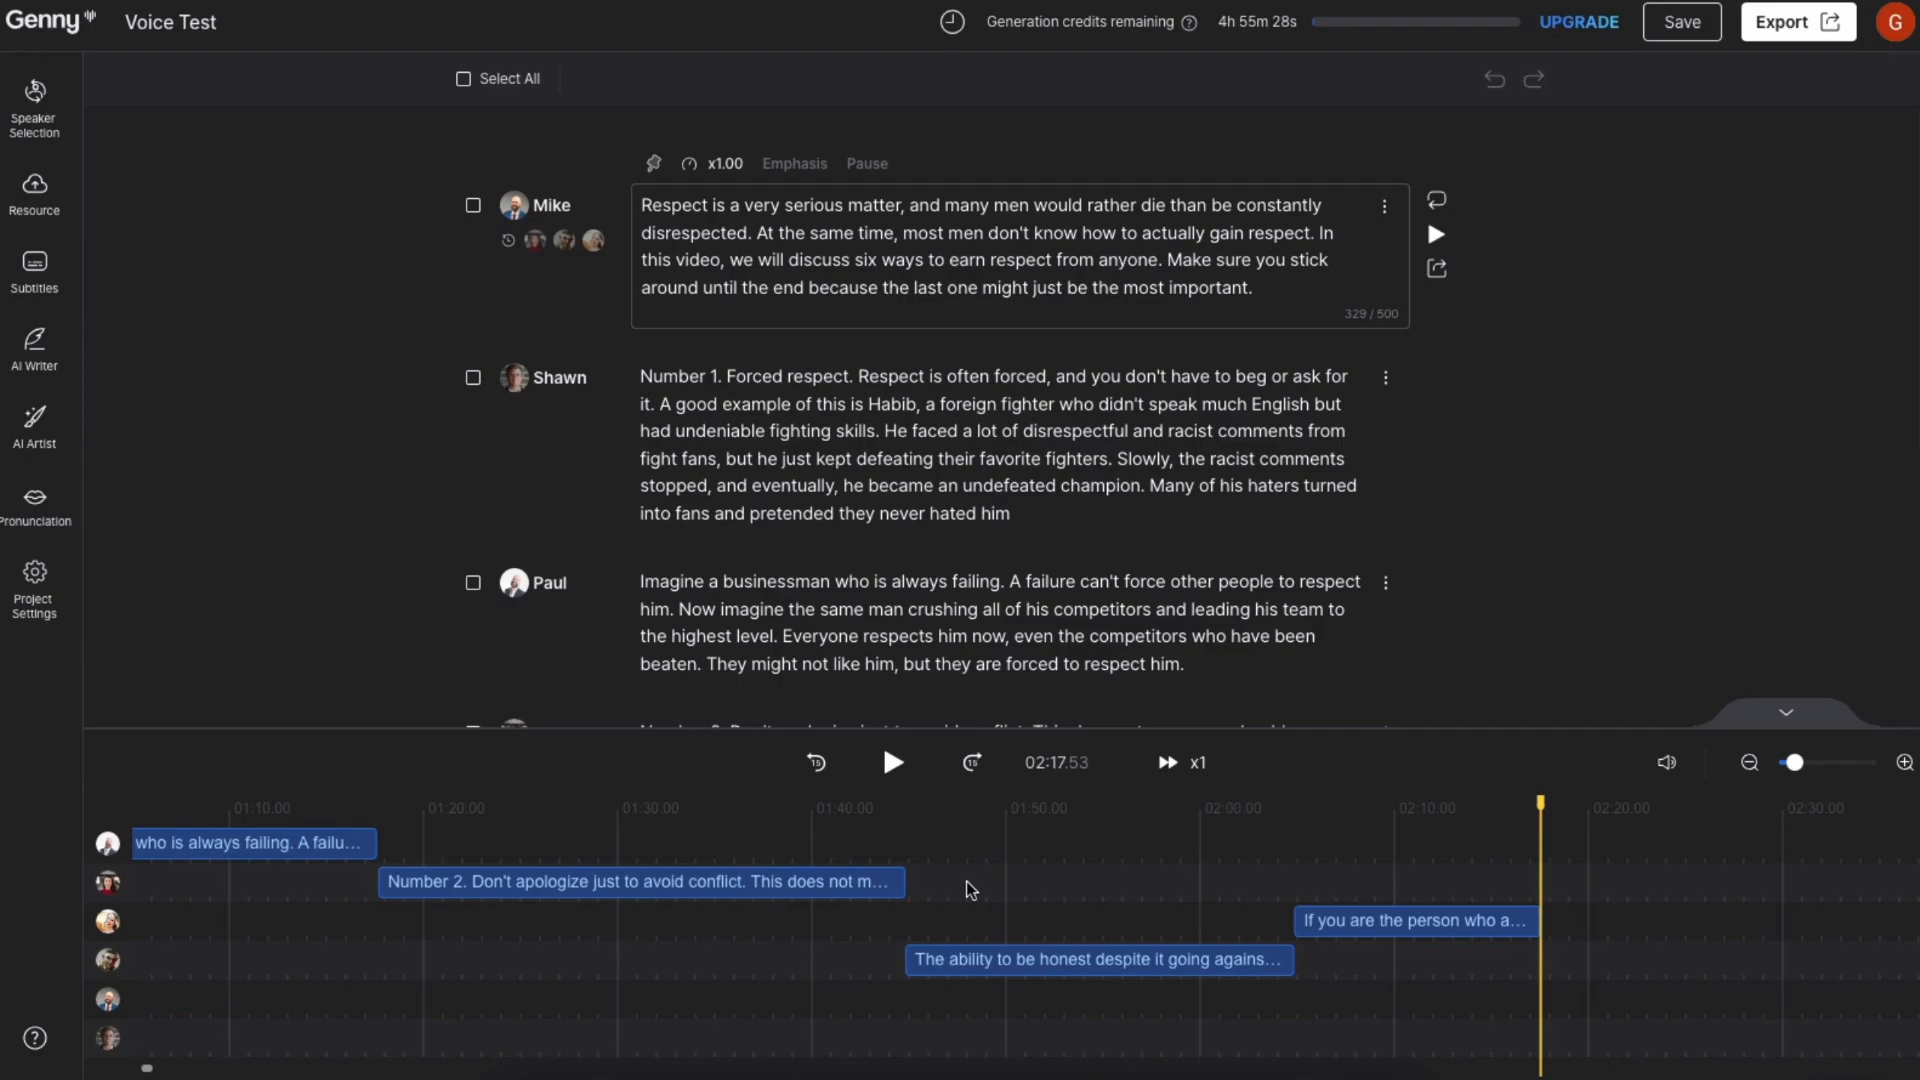 Genny
Voice Test
Generation credits remaining
4h 55m 28s
UPGRADE
Save
Export
G
Speaker
Selection
Resource
Subtitles
AI Writer
AI Artist
Pronunciation
Project
Settings
Select All
x1.00 Emphasis Pause
Mike
Respect is a very serious matter, and many men would rather die than be constantly
disrespected. At the same time, most men don't know how to actually gain respect. In
this video, we will discuss six ways to earn respect from anyone. Make sure you stick
around until the end because the last one might just be the most important.
329 / 500
Shawn
Number 1. Forced respect. Respect is often forced, and you don't have to beg or ask for
it. A good example of this is Habib, a foreign fighter who didn't speak much English but
had undeniable fighting skills. He faced a lot of disrespectful and racist comments from
fight fans, but he just kept defeating their favorite fighters. Slowly, the racist comments
stopped, and eventually, he became an undefeated champion. Many of his haters turned
into fans and pretended they never hated him
Paul
Imagine a businessman who is always failing. A failure can't force other people to respect
him. Now imagine the same man crushing all of his competitors and leading his team to
the highest level. Everyone respects him now, even the competitors who have been
beaten. They might not like him, but they are forced to respect him.
15
15
02:17.53
x1
01:10.00 01:20.00 01:30.00 01:40.00 01:50.00 02:00.00 02:10.00 02:20.00 02:30.00
who is always failing. A failu...
Number 2. Don't apologize just to avoid conflict. This does not m...
If you are the person who a...
The ability to be honest despite it going agains...